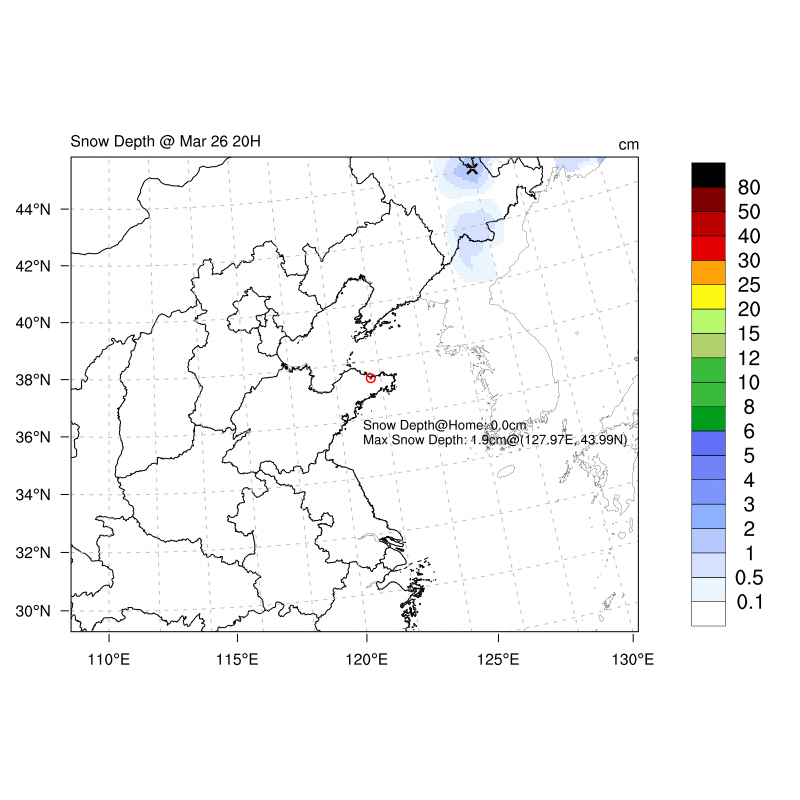 Snow Depth @ Mar 26 20H
cm
44°N
42°N
40°N
38°N
36°N
34°N
32°N
30°N
110°E
115°E
120°E
125°E
130°E
Snow Depth@Home: 0.0cm
Max Snow Depth: 1.9cm@(127.97E, 43.99N)
80
50
40
30
25
20
15
12
10
8
6
5
4
3
2
1
0.5
0.1